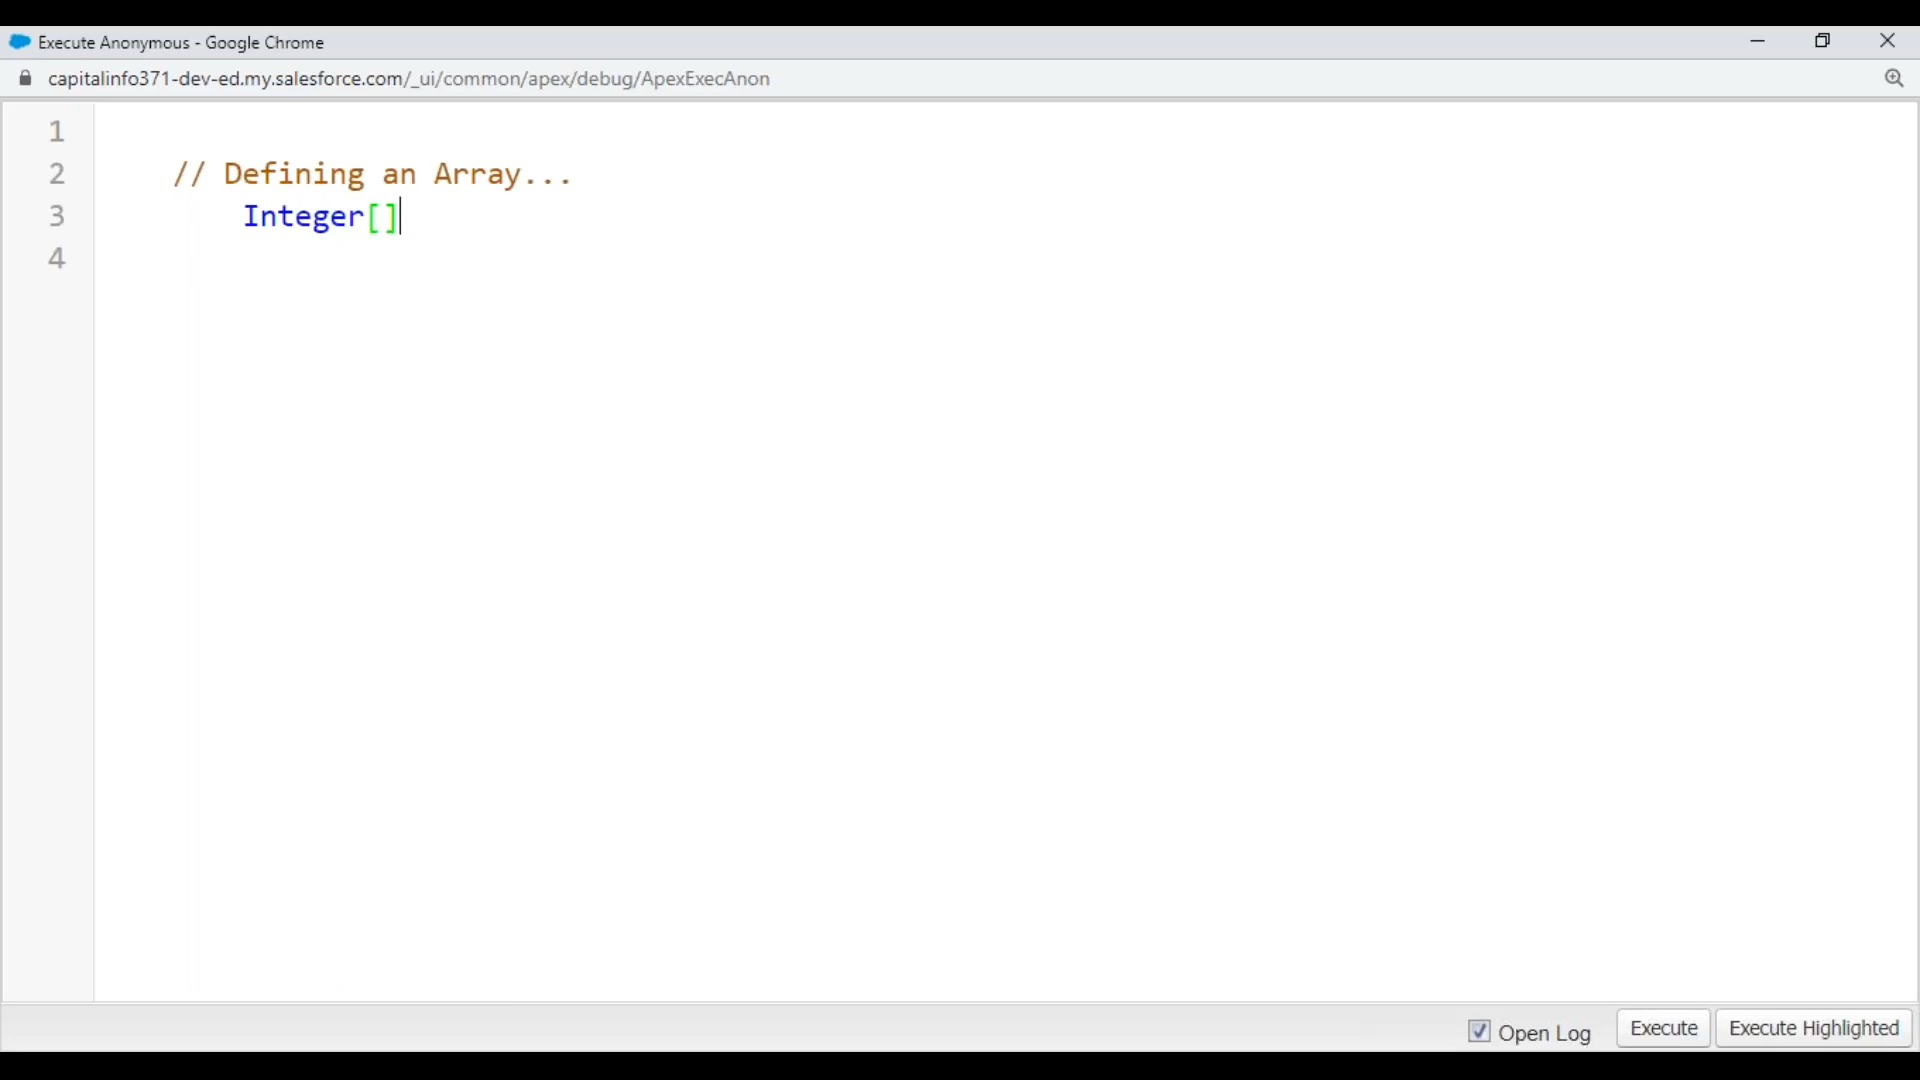 Execute Anonymous - Google Chrome
capitalinfo371-dev-ed.my.salesforce.com/_ui/common/apex/debug/ApexExecAnon
1
2 // Defining an Array...
3 Integer[]
4
Open Log Execute Execute Highlighted